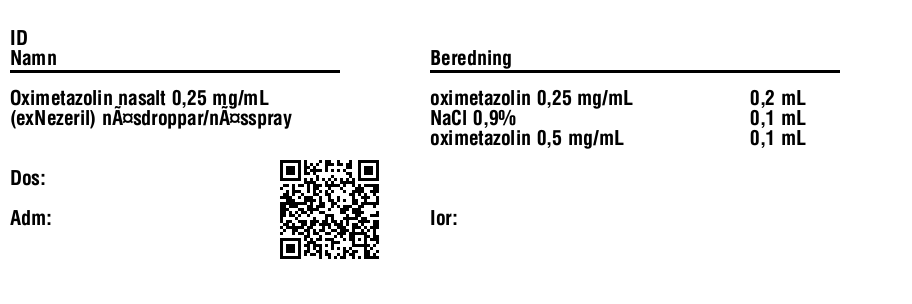 ID
Namn
Oximetazolin nasalt 0,25 mg/mL
(exNezeril) nÃ¤sdroppar/nÃ¤sspray
Dos:
Adm:
Beredning
oximetazolin 0,25 mg/mL 0,2 mL
NaCl 0,9% 0,1 mL
oximetazolin 0,5 mg/mL 0,1 mL
Ior: